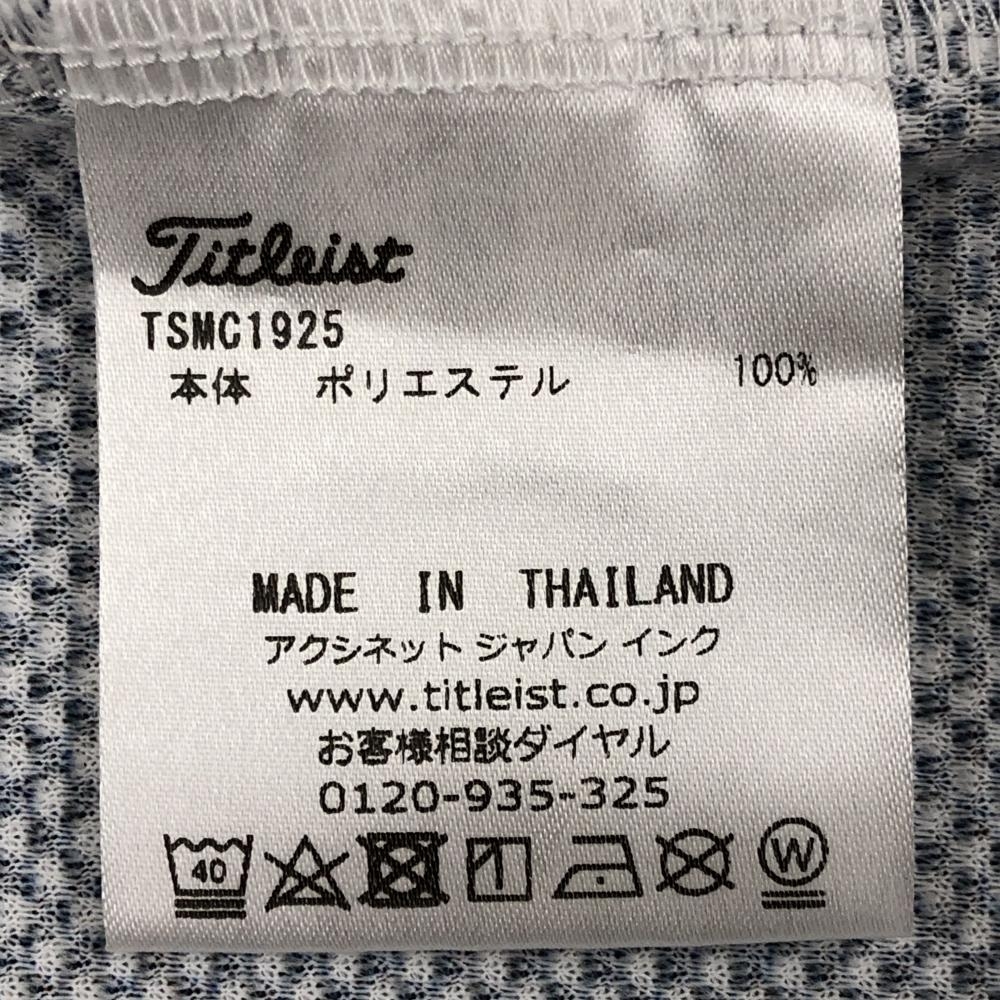 Titleist
TSMC1925
本体 ポリエステル 100%
MADE IN THAILAND
アクシネット ジャパン インク
www.titleist.co.jp
お客様相談ダイヤル
0120-935-325
40 W